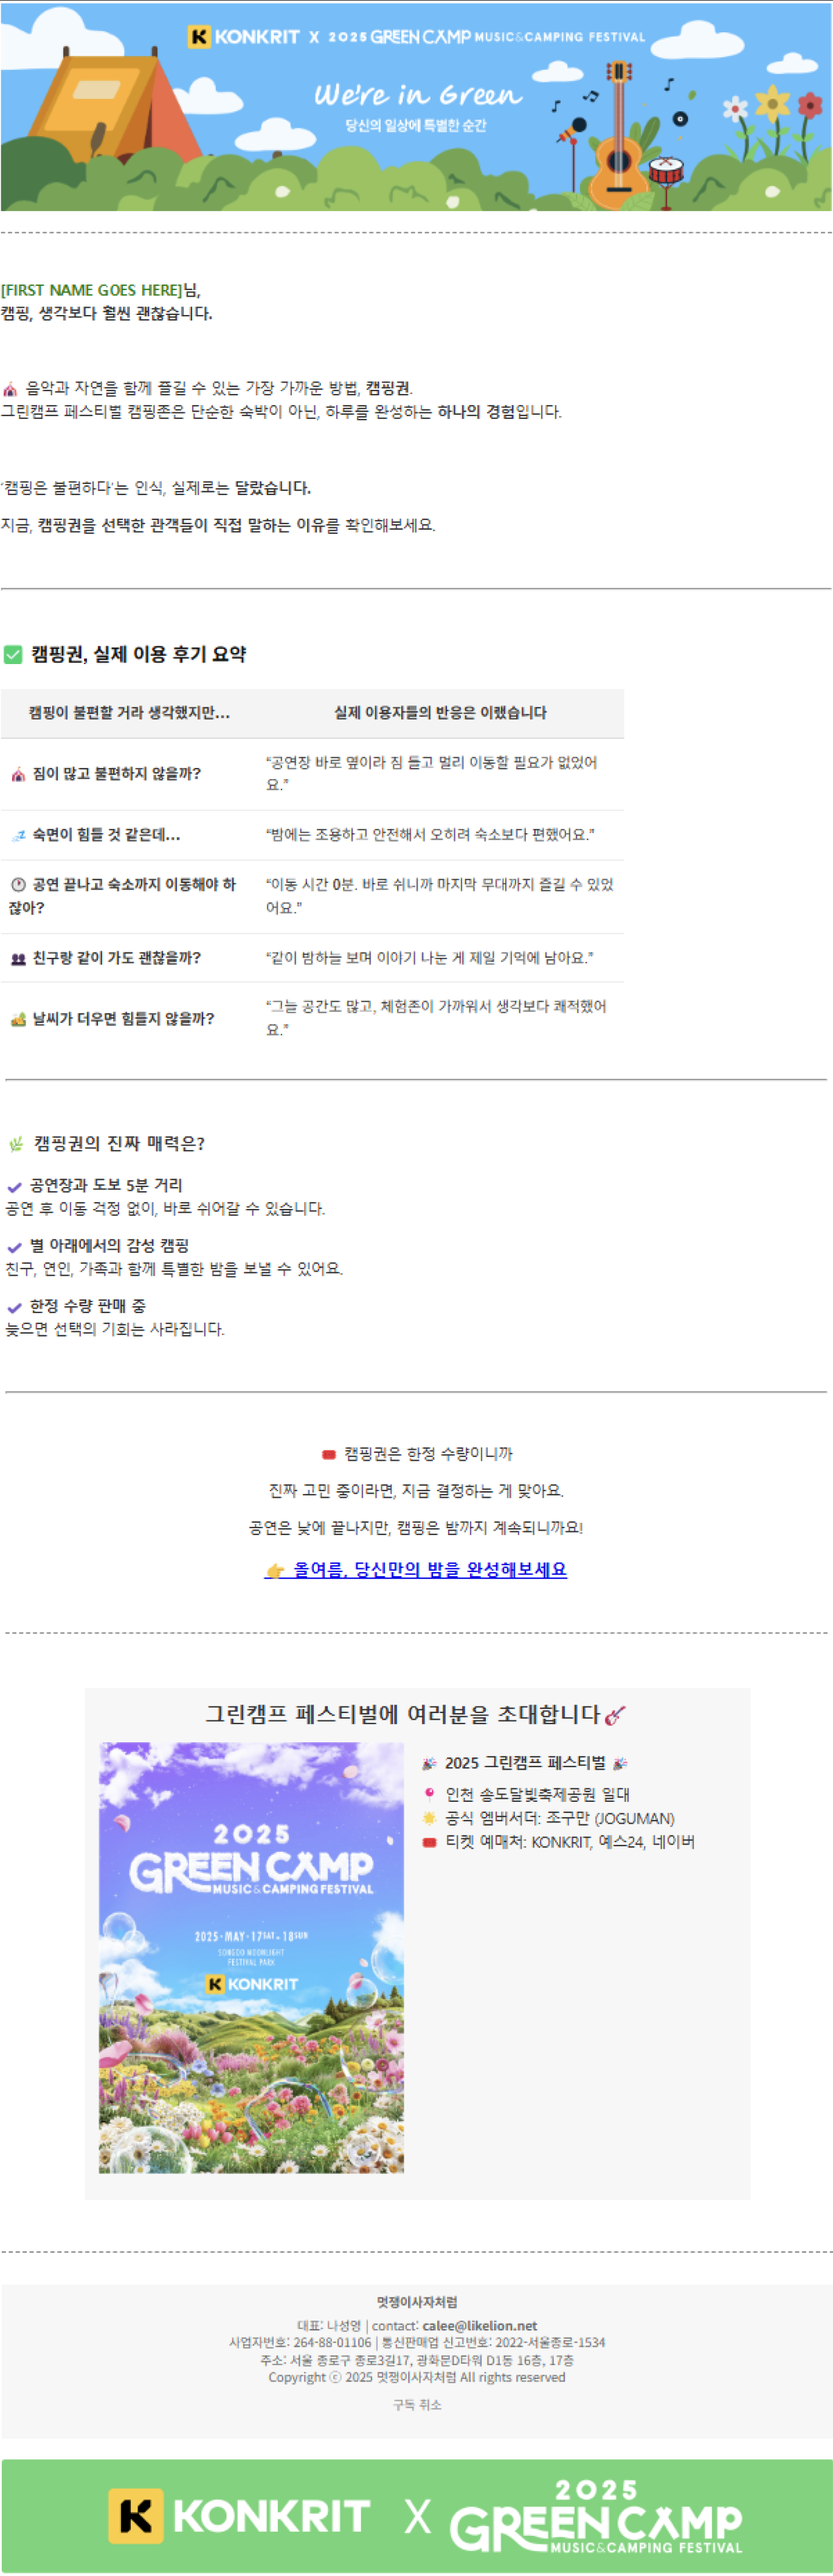 K KONKRIT X 2025 GREEN CAMP MUSIC&CAMPING FESTIVAL
We're in Green
당신의 일상에 특별한 순간
[FIRST NAME GOES HERE]님,
캠핑, 생각보다 훨씬 괜찮습니다.
🎪 음악과 자연을 함께 즐길 수 있는 가장 가까운 방법, 캠핑권.
그린캠프 페스티벌 캠핑존은 단순한 숙박이 아닌, 하루를 완성하는 하나의 경험입니다.
‘캠핑은 불편하다’는 인식, 실제로는 달랐습니다.
지금, 캠핑권을 선택한 관객들이 직접 말하는 이유를 확인해보세요.
✅ 캠핑권, 실제 이용 후기 요약
캠핑이 불편할 거라 생각했지만… 실제 이용자들의 반응은 이랬습니다
🎪 짐이 많고 불편하지 않을까? “공연장 바로 옆이라 짐 들고 멀리 이동할 필요가 없었어
요.”
💤 숙면이 힘들 것 같은데… “밤에는 조용하고 안전해서 오히려 숙소보다 편했어요.”
🕐 공연 끝나고 숙소까지 이동해야 하
잖아?
“이동 시간 0분. 바로 쉬니까 마지막 무대까지 즐길 수 있었
어요.”
👥 친구랑 같이 가도 괜찮을까? “같이 밤하늘 보며 이야기 나눈 게 제일 기억에 남아요.”
🏕️ 날씨가 더우면 힘들지 않을까? “그늘 공간도 많고, 체험존이 가까워서 생각보다 쾌적했어
요.”
🌿 캠핑권의 진짜 매력은?
✔ 공연장과 도보 5분 거리
공연 후 이동 걱정 없이, 바로 쉬어갈 수 있습니다.
✔ 별 아래에서의 감성 캠핑
친구, 연인, 가족과 함께 특별한 밤을 보낼 수 있어요.
✔ 한정 수량 판매 중
늦으면 선택의 기회는 사라집니다.
🎟️ 캠핑권은 한정 수량이니까
진짜 고민 중이라면, 지금 결정하는 게 맞아요.
공연은 낮에 끝나지만, 캠핑은 밤까지 계속되니까요!
👉 올여름, 당신만의 밤을 완성해보세요
그린캠프 페스티벌에 여러분을 초대합니다🎸
2025
GREEN CAMP
MUSIC&CAMPING FESTIVAL
2025·MAY·17SAT-18SUN
SONGDO MOONLIGHT
FESTIVAL PARK
K KONKRIT
🎉 2025 그린캠프 페스티벌 🎉
📍 인천 송도달빛축제공원 일대
🌟 공식 엠버서더: 조구만 (JOGUMAN)
🎟️ 티켓 예매처: KONKRIT, 예스24, 네이버
멋쟁이사자처럼
대표: 나성영 | contact: calee@likelion.net
사업자번호: 264-88-01106 | 통신판매업 신고번호: 2022-서울종로-1534
주소: 서울 종로구 종로3길17, 광화문D타워 D1동 16층, 17층
Copyright ⓒ 2025 멋쟁이사자처럼 All rights reserved
구독 취소
K KONKRIT X 2025 GREEN CAMP MUSIC&CAMPING FESTIVAL